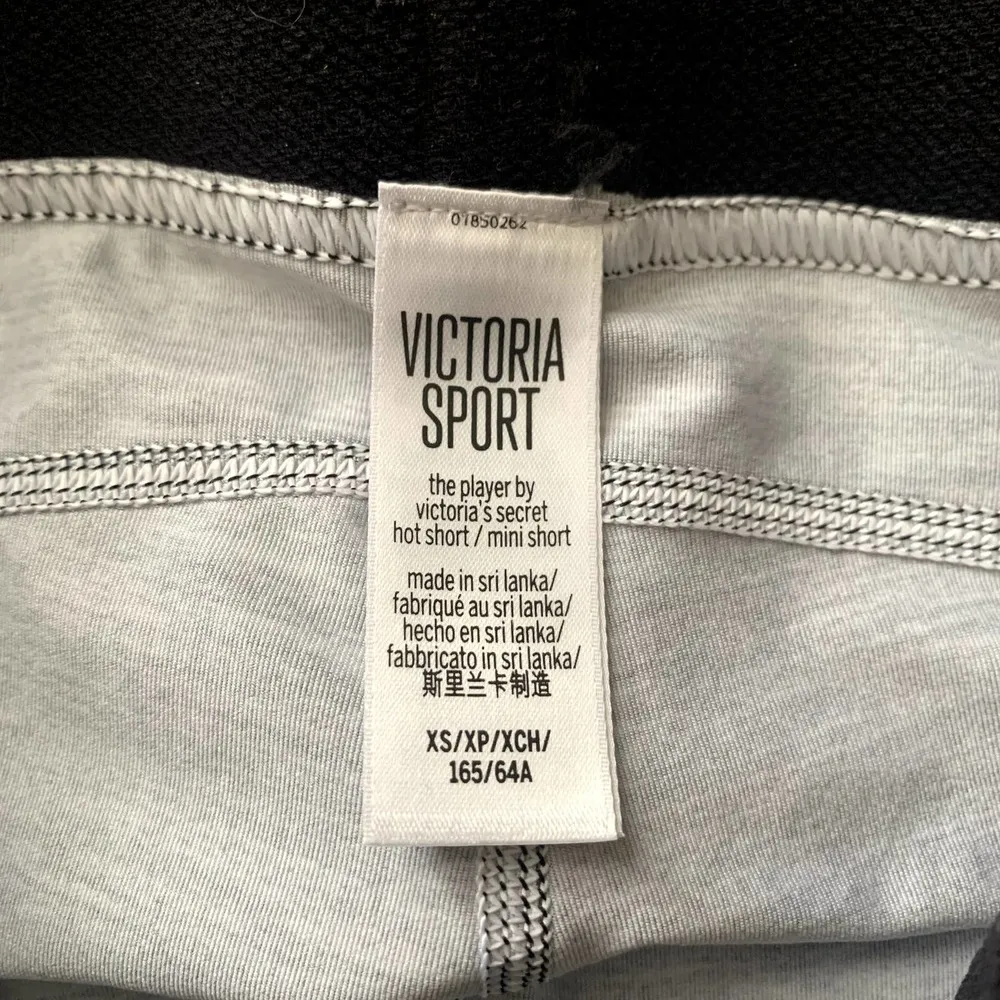 01850262
VICTORIA
SPORT
the player by
victoria's secret
hot short / mini short
made in sri lanka/
fabriqué au sri lanka/
hecho en sri lanka/
fabbricato in sri lanka/
斯里兰卡制造
XS/XP/XCH/
165/64A